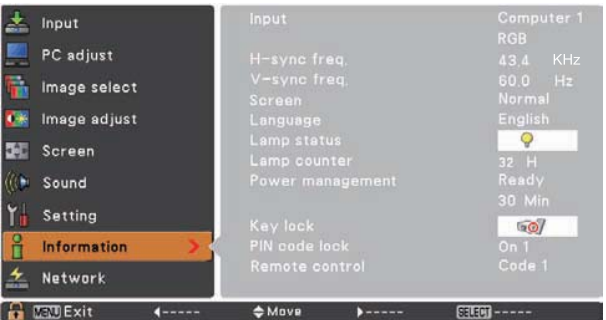 Input
PC adjust
Image select
Image adjust
Screen
Sound
Setting
Information
Network
Input Computer 1
RGB
H-sync freq. 43.4 KHz
V-sync freq. 60.0 Hz
Screen Normal
Language English
Lamp status
Lamp counter 32 H
Power management Ready
30 Min
Key lock
PIN code lock On 1
Remote control Code 1
MENU Exit ◀----- ◆Move ▶----- SELECT -----